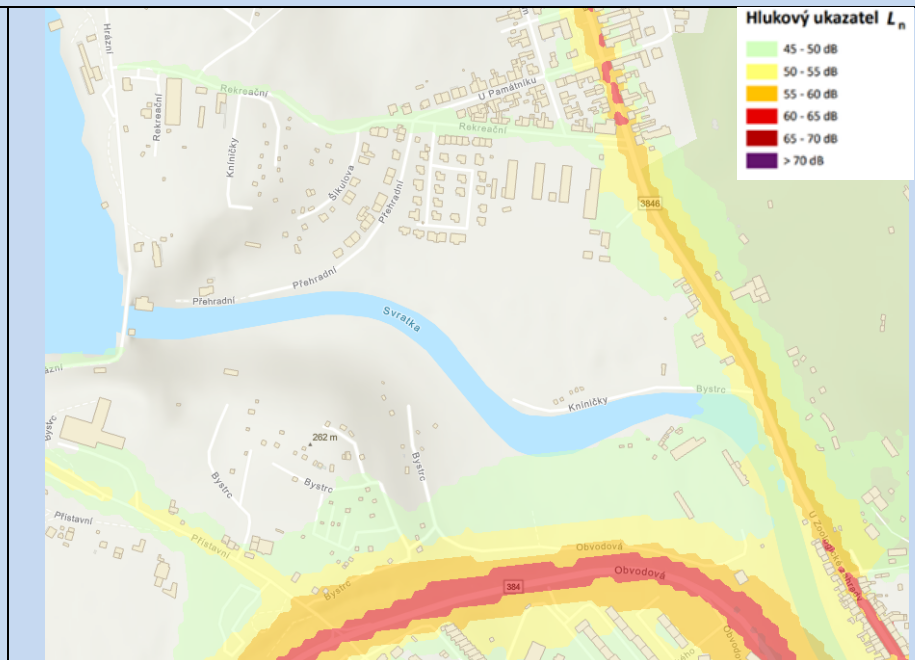 Hlukový ukazatel Ln
45 - 50 dB
50 - 55 dB
55 - 60 dB
60 - 65 dB
65 - 70 dB
> 70 dB
Hrázní
Rekreační
U Památníku
Rekreační
Rekreační
Kníničky
Šikulova
Přehradní
3846
Přehradní
Přehradní
Svratka
Bystrc
Kníničky
262 m
Bystrc
Bystrc
Bystrc
Bystrc
Přístavní
Přístavní
Obvodová
Obvodová
384
Bystrc
Obvodová